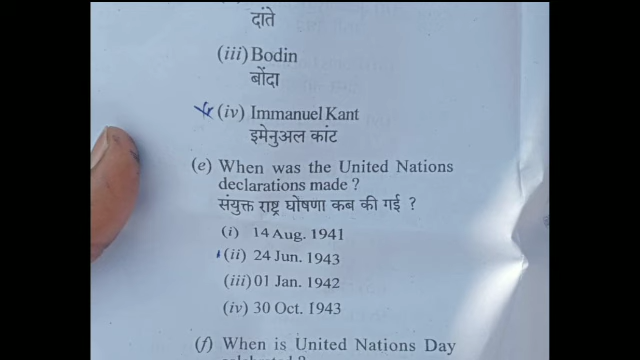 दांते
(iii) Bodin
बोंदा
(iv) Immanuel Kant
इमेनुअल कांट
(e) When was the United Nations
declarations made ?
संयुक्त राष्ट्र घोषणा कब की गई ?
(i) 14 Aug. 1941
(ii) 24 Jun. 1943
(iii) 01 Jan. 1942
(iv) 30 Oct. 1943
(f) When is United Nations Day